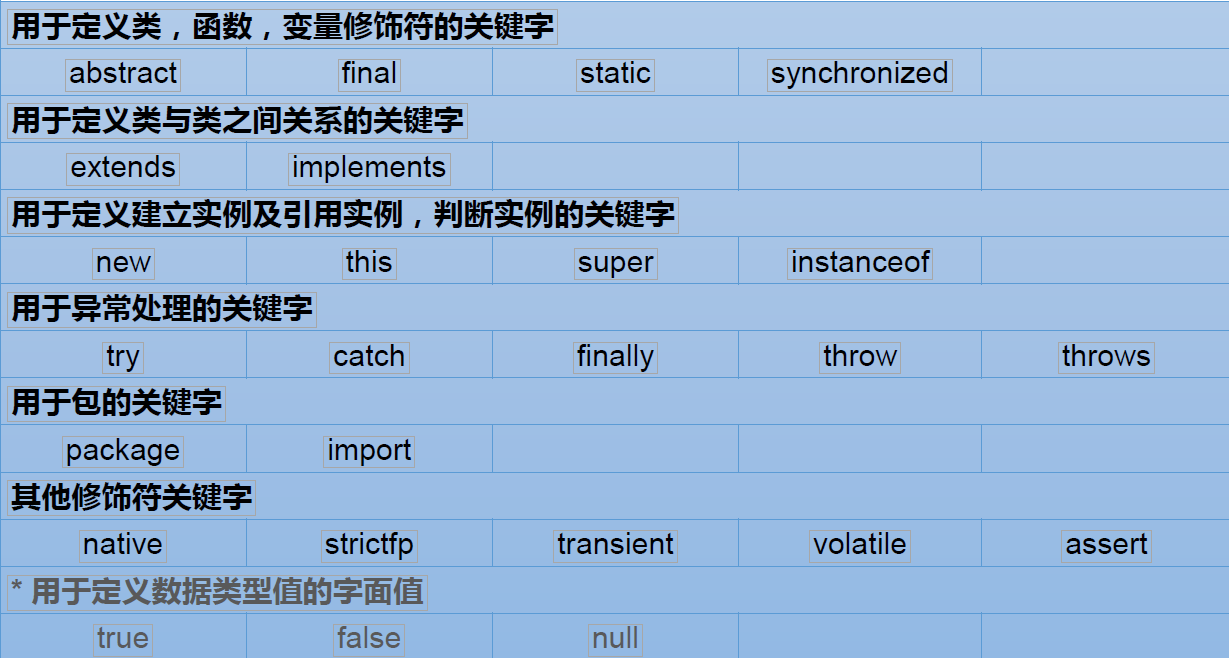 用于定义类，函数，变量修饰符的关键字
abstract final static synchronized
用于定义类与类之间关系的关键字
extends implements
用于定义建立实例及引用实例，判断实例的关键字
new this super instanceof
用于异常处理的关键字
try catch finally throw throws
用于包的关键字
package import
其他修饰符关键字
native strictfp transient volatile assert
* 用于定义数据类型值的字面值
true false null